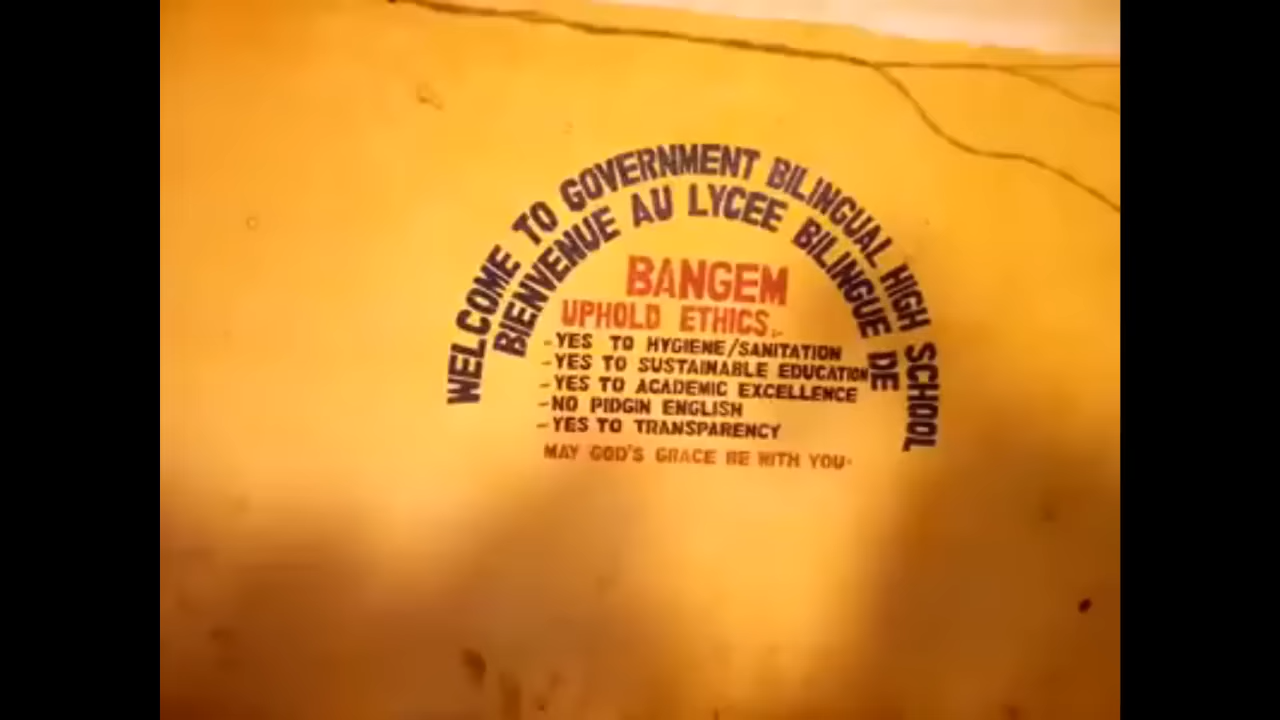 WELCOME TO GOVERNMENT BILINGUAL HIGH SCHOOL
BIENVENUE AU LYCEE BILINGUE DE
BANGEM
UPHOLD ETHICS:-
-YES TO HYGIENE/SANITATION
-YES TO SUSTAINABLE EDUCATION
-YES TO ACADEMIC EXCELLENCE
-NO PIDGIN ENGLISH
-YES TO TRANSPARENCY
MAY GOD'S GRACE BE WITH YOU.